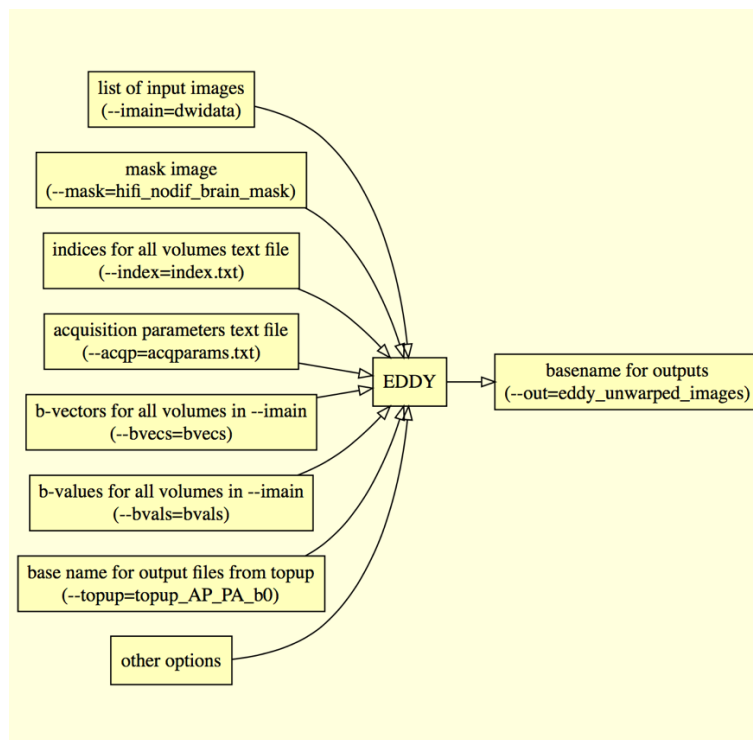 list of input images
(--imain=dwidata)
mask image
(--mask=hifi_nodif_brain_mask)
indices for all volumes text file
(--index=index.txt)
acquisition parameters text file
(--acqp=acqparams.txt)
b-vectors for all volumes in --imain
(--bvecs=bvecs)
b-values for all volumes in --imain
(--bvals=bvals)
base name for output files from topup
(--topup=topup_AP_PA_b0)
other options
EDDY
basename for outputs
(--out=eddy_unwarped_images)